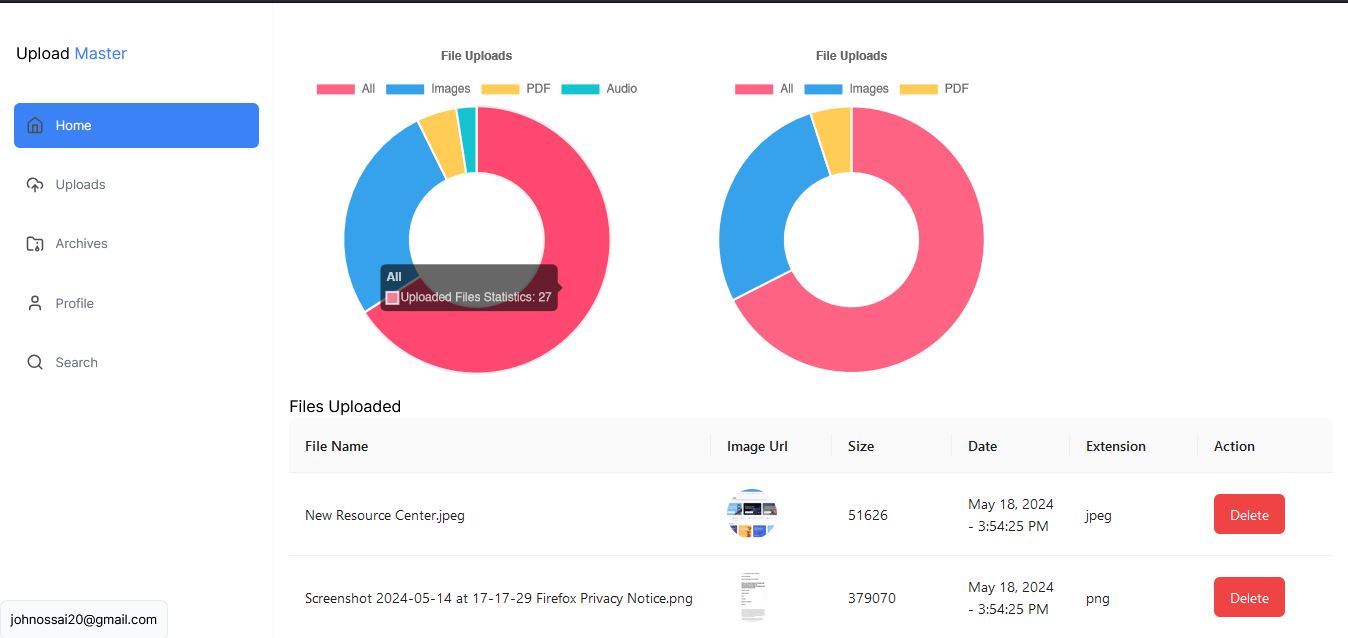 Upload Master
Home
Uploads
Archives
Profile
Search
johnossai20@gmail.com
File Uploads
All Images PDF Audio
All
Uploaded Files Statistics: 27
File Uploads
All Images PDF
Files Uploaded
File Name Image Url Size Date Extension Action
New Resource Center.jpeg 51626 May 18, 2024 jpeg Delete
- 3:54:25 PM
Screenshot 2024-05-14 at 17-17-29 Firefox Privacy Notice.png 379070 May 18, 2024 png Delete
- 3:54:25 PM